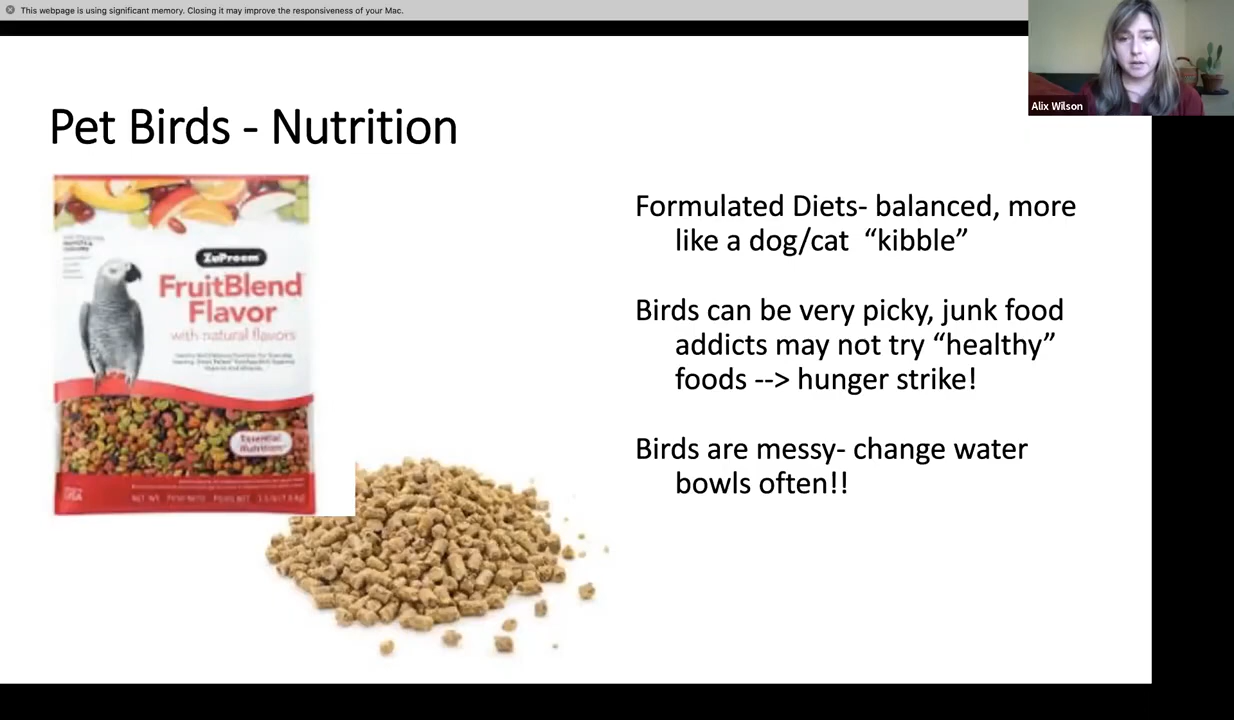 This webpage is using significant memory. Closing it may improve the responsiveness of your Mac.
Alix Wilson
Pet Birds - Nutrition
ZuPreem
FruitBlend
Flavor
with natural flavors
Essential
Nutrition
USA
Formulated Diets- balanced, more
like a dog/cat “kibble”
Birds can be very picky, junk food
addicts may not try “healthy”
foods --> hunger strike!
Birds are messy- change water
bowls often!!